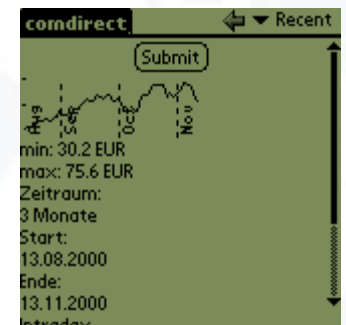 comdirect
Recent
Submit
Aug
Sep
Oct
Nov
min: 30.2 EUR
max: 75.6 EUR
Zeitraum:
3 Monate
Start:
13.08.2000
Ende:
13.11.2000
Intraday